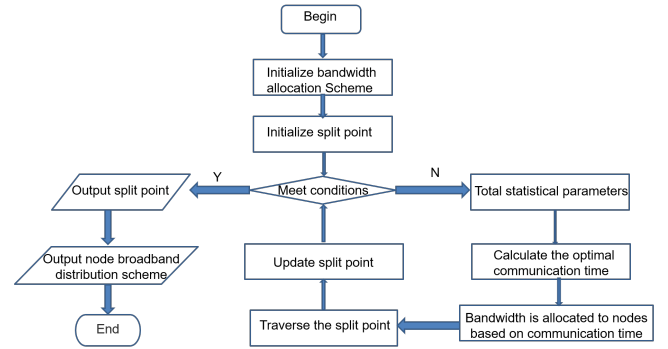 Begin
Initialize bandwidth
allocation Scheme
Initialize split point
Meet conditions
Y
N
Output split point
Output node broadband
distribution scheme
End
Total statistical parameters
Calculate the optimal
communication time
Bandwidth is allocated to nodes
based on communication time
Traverse the split point
Update split point